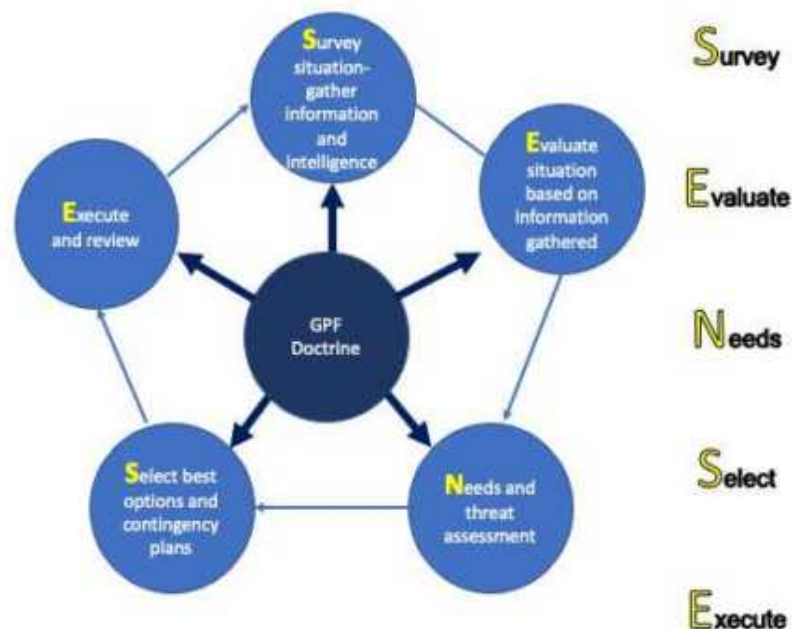 Survey
situation-
gather
information
and
intelligence
Evaluate
situation
based on
information
gathered
Needs and
threat
assessment
Select best
options and
contingency
plans
Execute
and review
GPF
Doctrine
Survey
Evaluate
Needs
Select
Execute